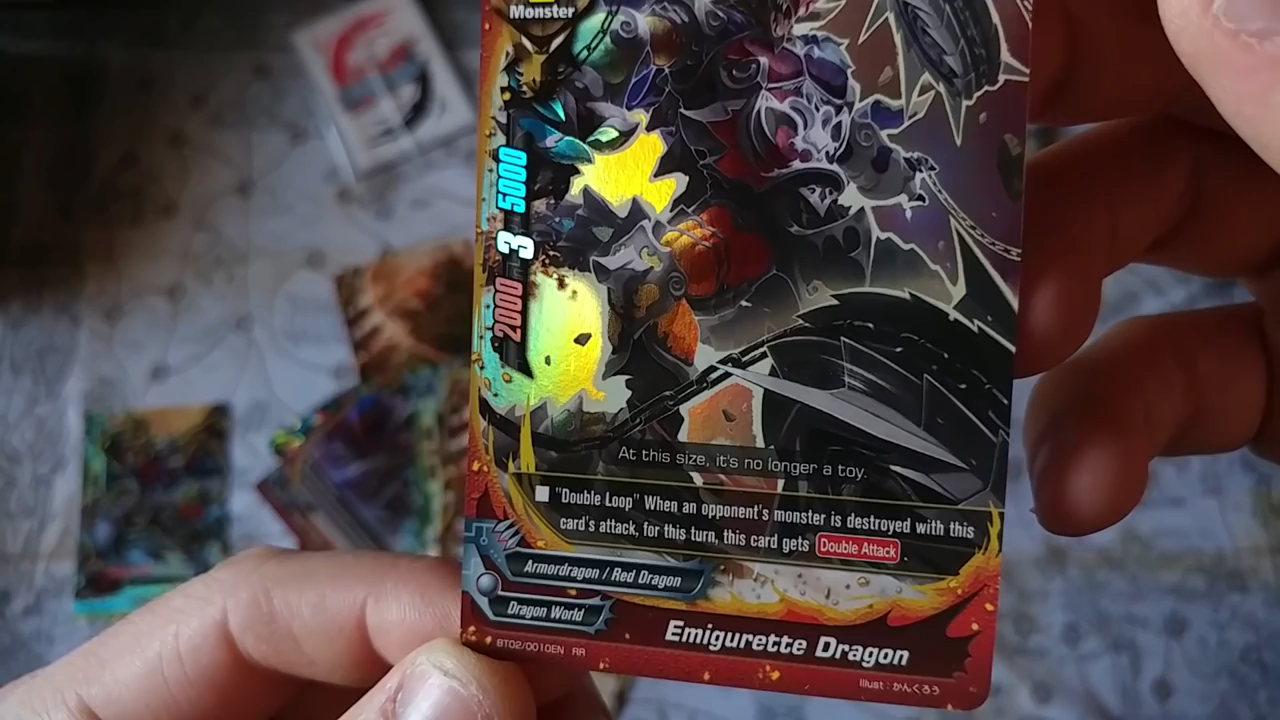 Monster
5000
3
2000
At this size, it's no longer a toy.
■ "Double Loop" When an opponent's monster is destroyed with this
card's attack, for this turn, this card gets Double Attack .
Armordragon / Red Dragon
Dragon World
Emigurette Dragon
BT02/0010EN RR
Illust : かんくろう